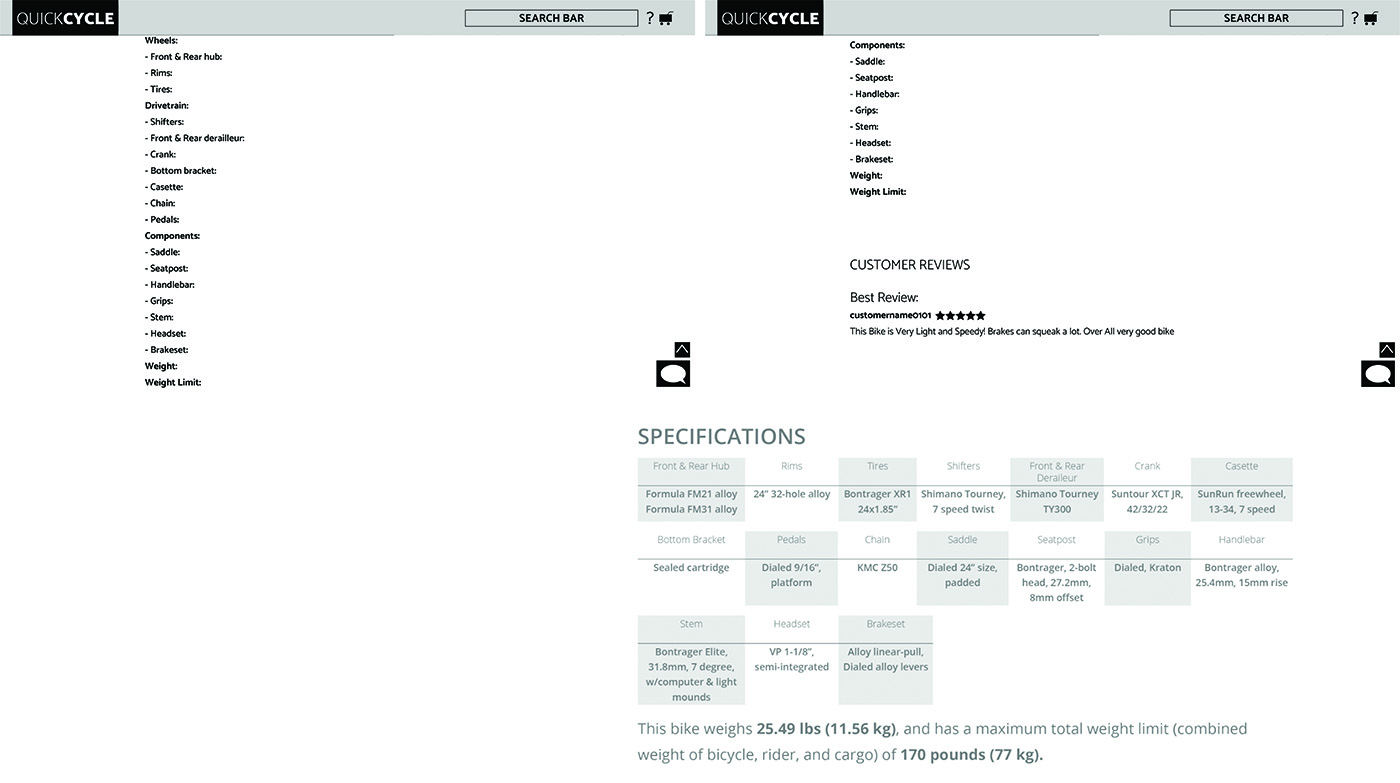 QUICKCYCLE
SEARCH BAR
?
Wheels:
- Front & Rear hub:
- Rims:
- Tires:
Drivetrain:
- Shifters:
- Front & Rear derailleur:
- Crank:
- Bottom bracket:
- Casette:
- Chain:
- Pedals:
Components:
- Saddle:
- Seatpost:
- Handlebar:
- Grips:
- Stem:
- Headset:
- Brakeset:
Weight:
Weight Limit:
QUICKCYCLE
SEARCH BAR
?
Components:
- Saddle:
- Seatpost:
- Handlebar:
- Grips:
- Stem:
- Headset:
- Brakeset:
Weight:
Weight Limit:
CUSTOMER REVIEWS
Best Review:
customername0101 ★★★★★
This Bike is Very Light and Speedy! Brakes can squeak a lot. Over All very good bike
SPECIFICATIONS
Front & Rear Hub
Formula FM21 alloy
Formula FM31 alloy
Rims
24” 32-hole alloy
Tires
Bontrager XR1
24x1.85”
Shifters
Shimano Tourney,
7 speed twist
Front & Rear
Deraileur
Shimano Tourney
TY300
Crank
Suntour XCT JR,
42/32/22
Casette
SunRun freewheel,
13-34, 7 speed
Bottom Bracket
Sealed cartridge
Pedals
Dialed 9/16”,
platform
Chain
KMC Z50
Saddle
Dialed 24” size,
padded
Seatpost
Bontrager, 2-bolt
head, 27.2mm,
8mm offset
Grips
Dialed, Kraton
Handlebar
Bontrager alloy,
25.4mm, 15mm rise
Stem
Bontrager Elite,
31.8mm, 7 degree,
w/computer & light
mounds
Headset
VP 1-1/8”,
semi-integrated
Brakeset
Alloy linear-pull,
Dialed alloy levers
This bike weighs 25.49 lbs (11.56 kg), and has a maximum total weight limit (combined
weight of bicycle, rider, and cargo) of 170 pounds (77 kg).